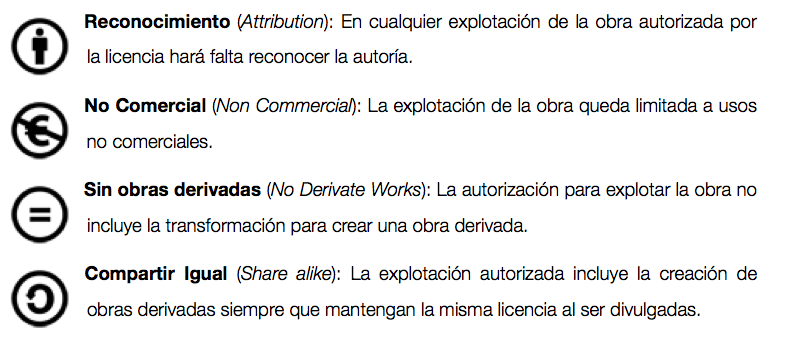 Reconocimiento (Attribution): En cualquier explotación de la obra autorizada por
la licencia hará falta reconocer la autoría.
No Comercial (Non Commercial): La explotación de la obra queda limitada a usos
no comerciales.
Sin obras derivadas (No Derivate Works): La autorización para explotar la obra no
incluye la transformación para crear una obra derivada.
Compartir Igual (Share alike): La explotación autorizada incluye la creación de
obras derivadas siempre que mantengan la misma licencia al ser divulgadas.